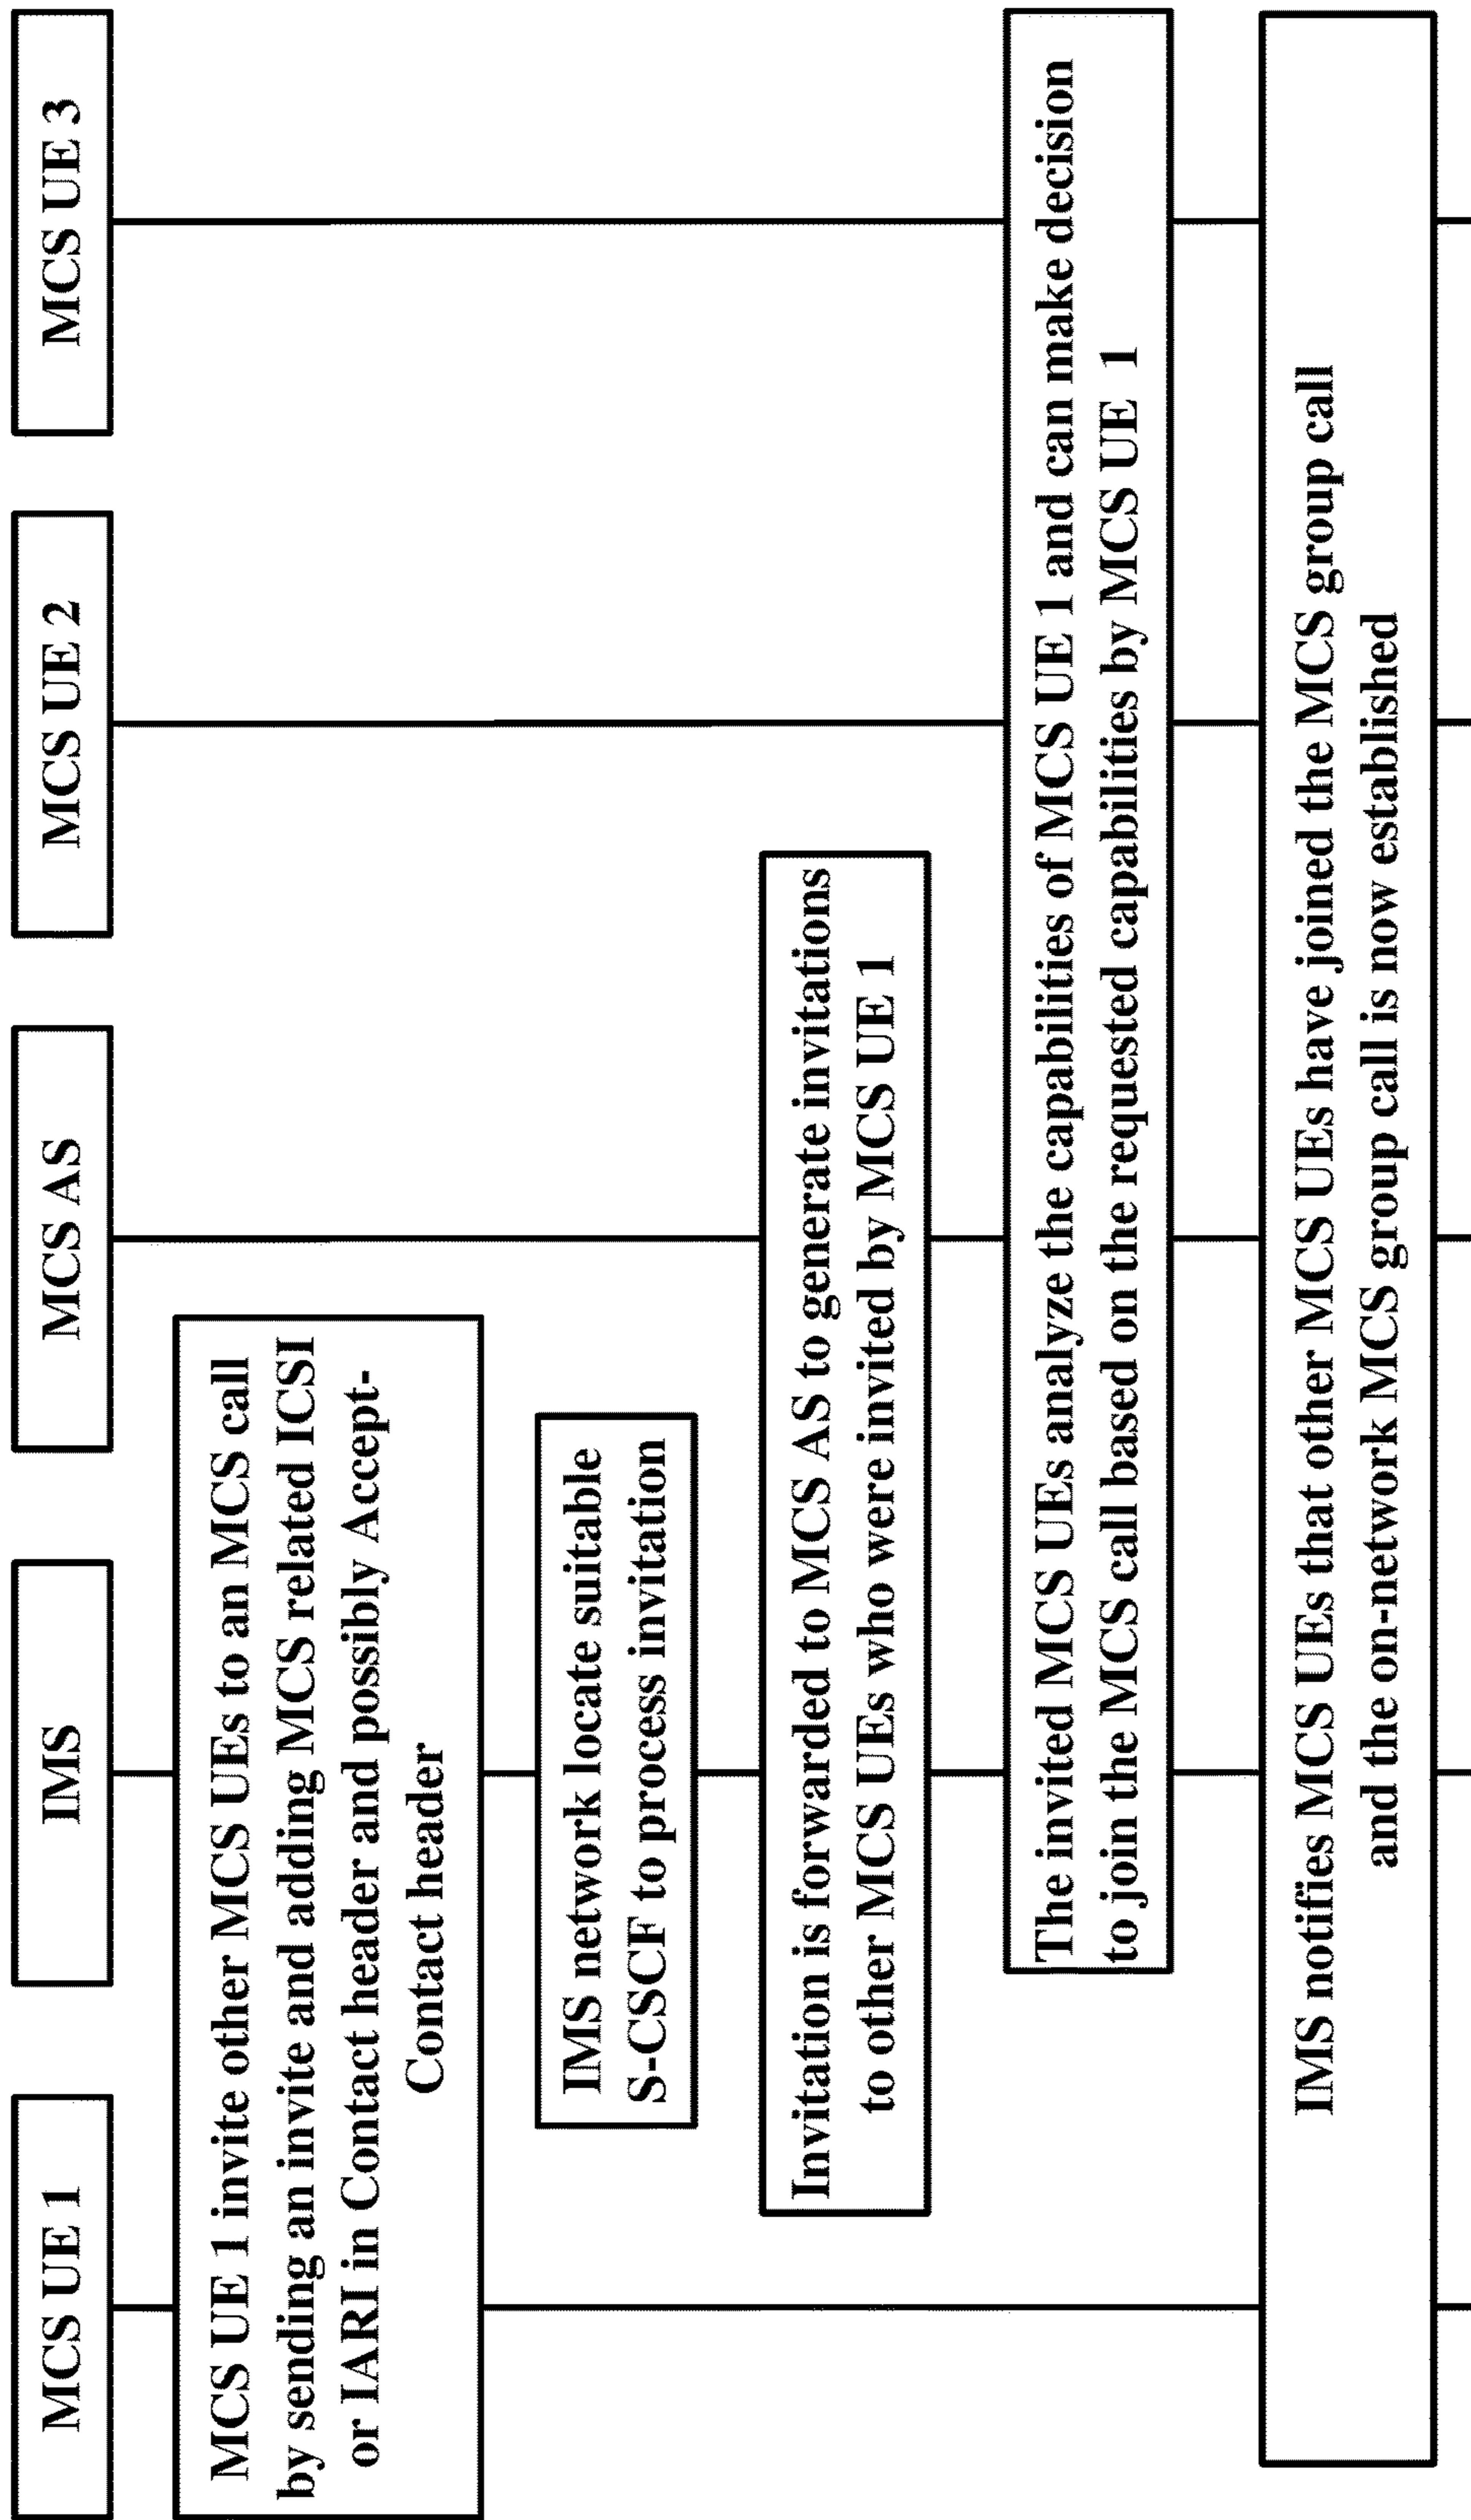 MCS UE 1
IMS
MCS AS
MCS UE 2
MCS UE 3
MCS UE 1 invite other MCS UEs to an MCS call
by sending an invite and adding MCS related ICSI
or IARI in Contact header and possibly Accept-
Contact header
IMS network locate suitable
S-CSCF to process invitation
Invitation is forwarded to MCS AS to generate invitations
to other MCS UEs who were invited by MCS UE 1
The invited MCS UEs analyze the capabilities of MCS UE 1 and can make decision
to join the MCS call based on the requested capabilities by MCS UE 1
IMS notifies MCS UEs that other MCS UEs have joined the MCS group call
and the on-network MCS group call is now established